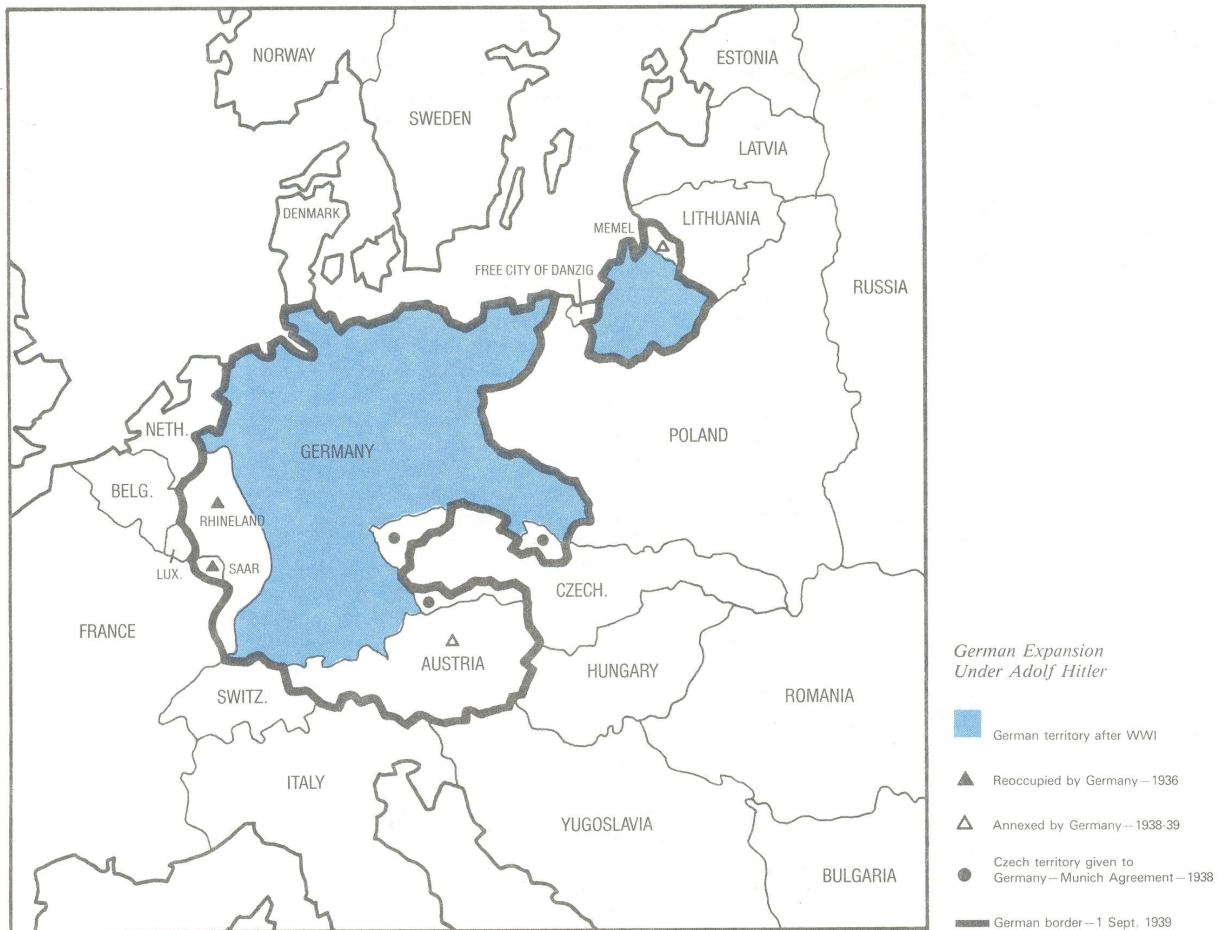 NORWAY
ESTONIA
SWEDEN
LATVIA
DENMARK
LITHUANIA
MEMEL
FREE CITY OF DANZIG
RUSSIA
NETH.
GERMANY
POLAND
BELG.
RHINELAND
LUX.
SAAR
CZECH.
FRANCE
AUSTRIA
HUNGARY
SWITZ.
ROMANIA
ITALY
YUGOSLAVIA
BULGARIA
German Expansion
Under Adolf Hitler
German territory after WWI
Reoccupied by Germany—1936
Annexed by Germany—1938-39
Czech territory given to
Germany—Munich Agreement—1938
German border—1 Sept. 1939